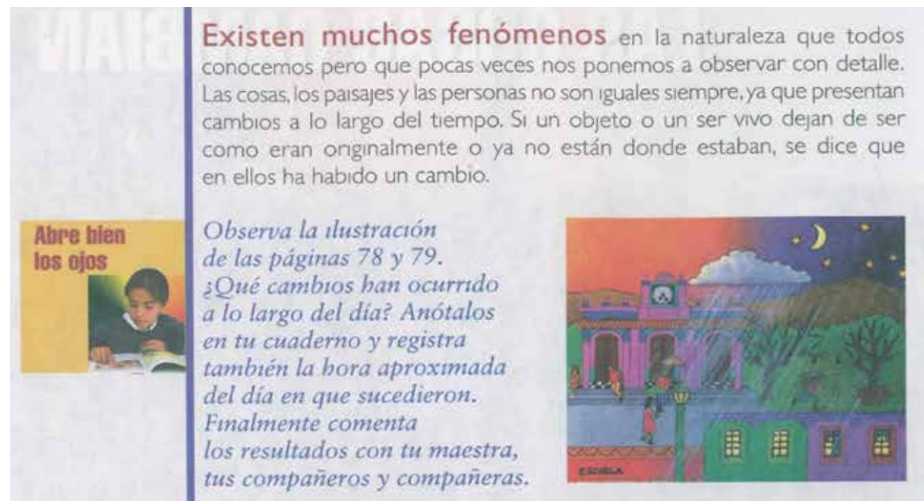 Existen muchos fenómenos en la naturaleza que todos
conocemos pero que pocas veces nos ponemos a observar con detalle.
Las cosas, los paisajes y las personas no son iguales siempre, ya que presentan
cambios a lo largo del tiempo. Si un objeto o un ser vivo dejan de ser
como eran originalmente o ya no están donde estaban, se dice que
en ellos ha habido un cambio.
Abre bien
los ojos
Observa la ilustración
de las páginas 78 y 79.
¿Qué cambios han ocurrido
a lo largo del día? Anótalos
en tu cuaderno y registra
también la hora aproximada
del día en que sucedieron.
Finalmente comenta
los resultados con tu maestra,
tus compañeros y compañeras.
ESCUELA